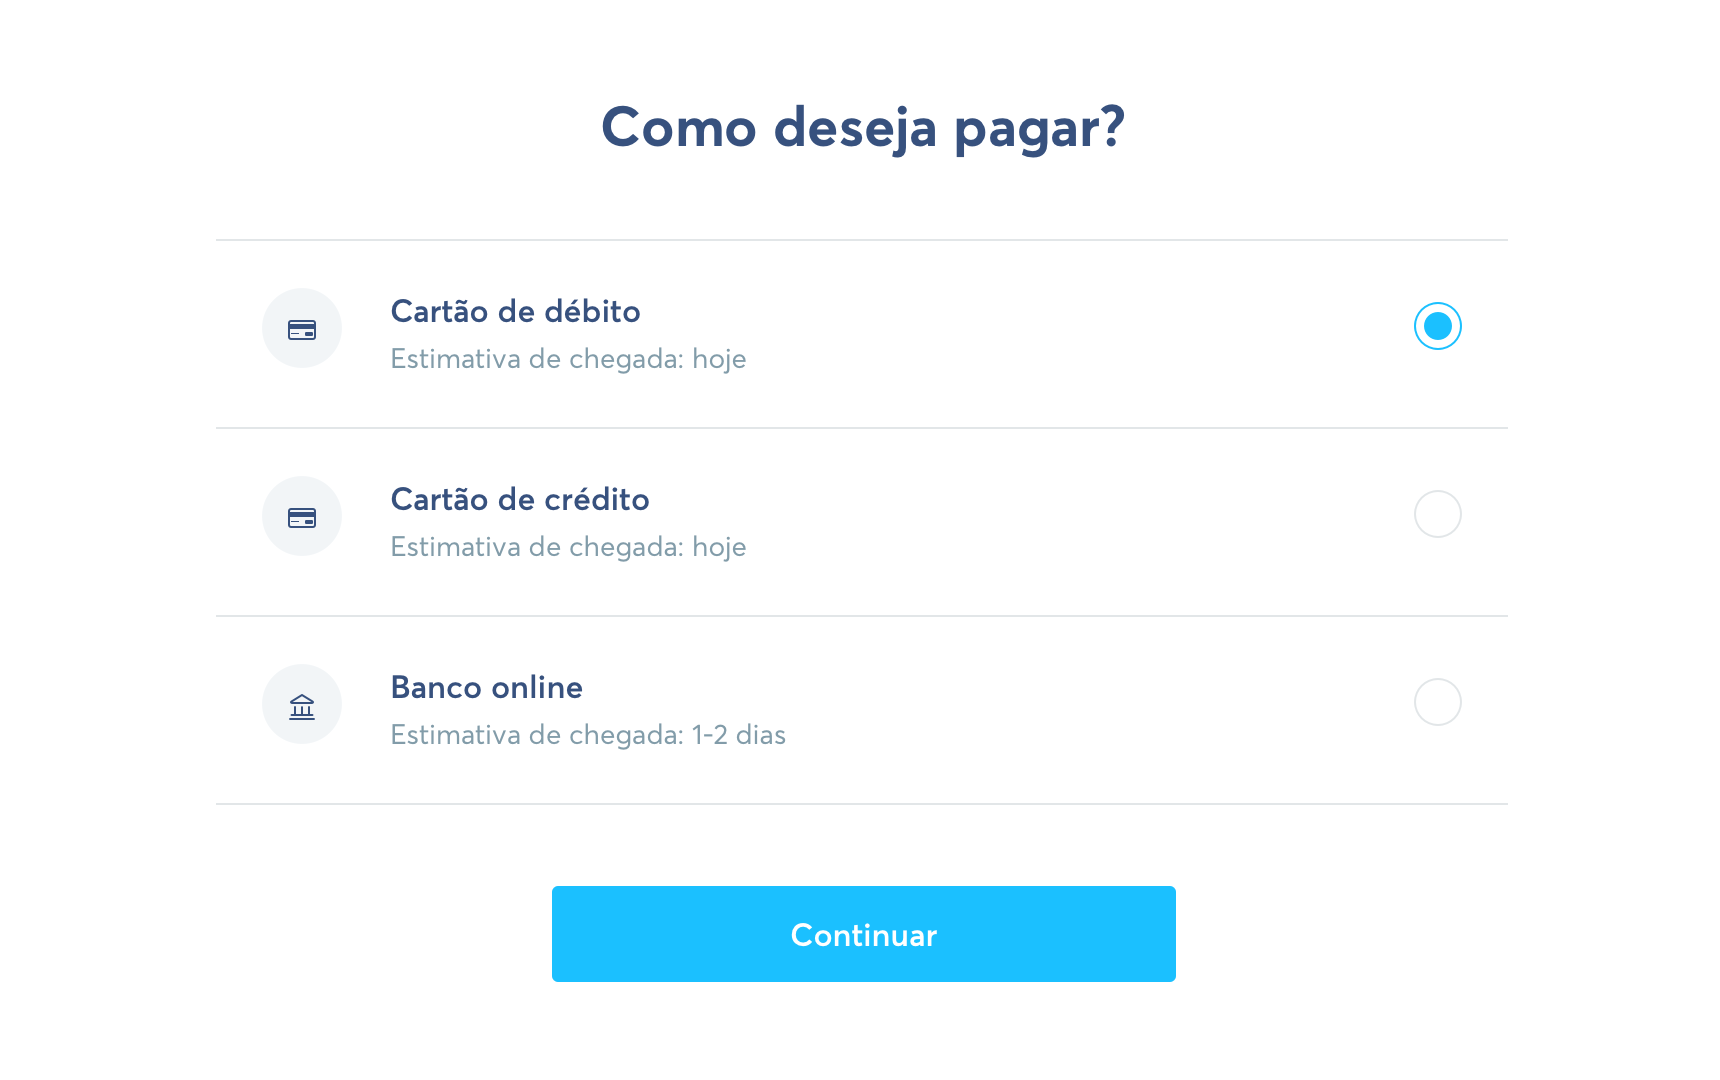 Como deseja pagar?
Cartão de débito
Estimativa de chegada: hoje
Cartão de crédito
Estimativa de chegada: hoje
Banco online
Estimativa de chegada: 1-2 dias
Continuar